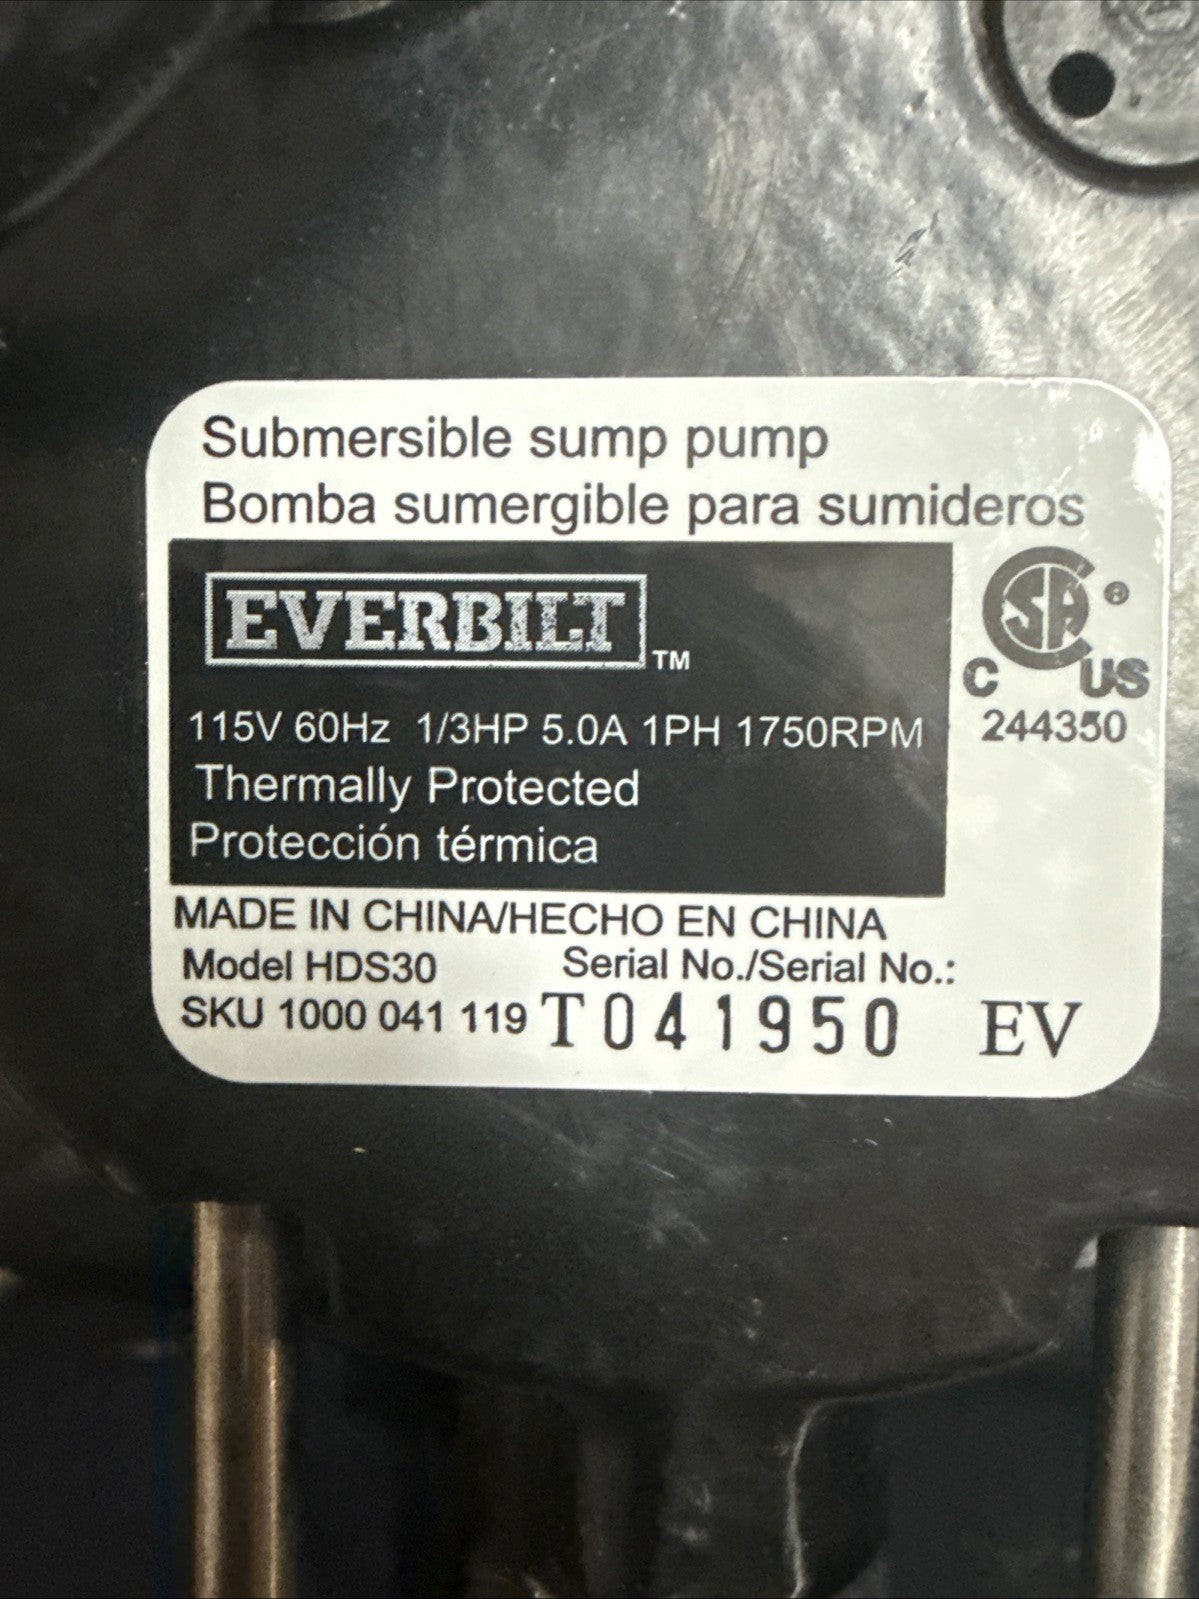 Submersible sump pump
Bomba sumergible para sumideros
EVERBILT™
115V 60Hz 1/3HP 5.0A 1PH 1750RPM
Thermally Protected
Protección térmica
CSA®
C US
244350
MADE IN CHINA/HECHO EN CHINA
Model HDS30 Serial No./Serial No.:
SKU 1000 041 119 T041950 EV